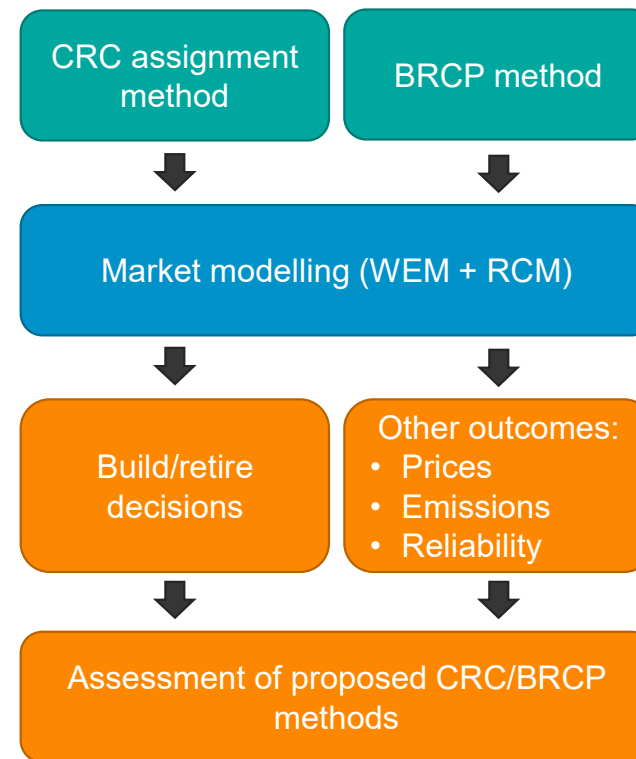 CRC assignment
method
BRCP method
Market modelling (WEM + RCM)
Build/retire
decisions
Other outcomes:
• Prices
• Emissions
• Reliability
Assessment of proposed CRC/BRCP
methods